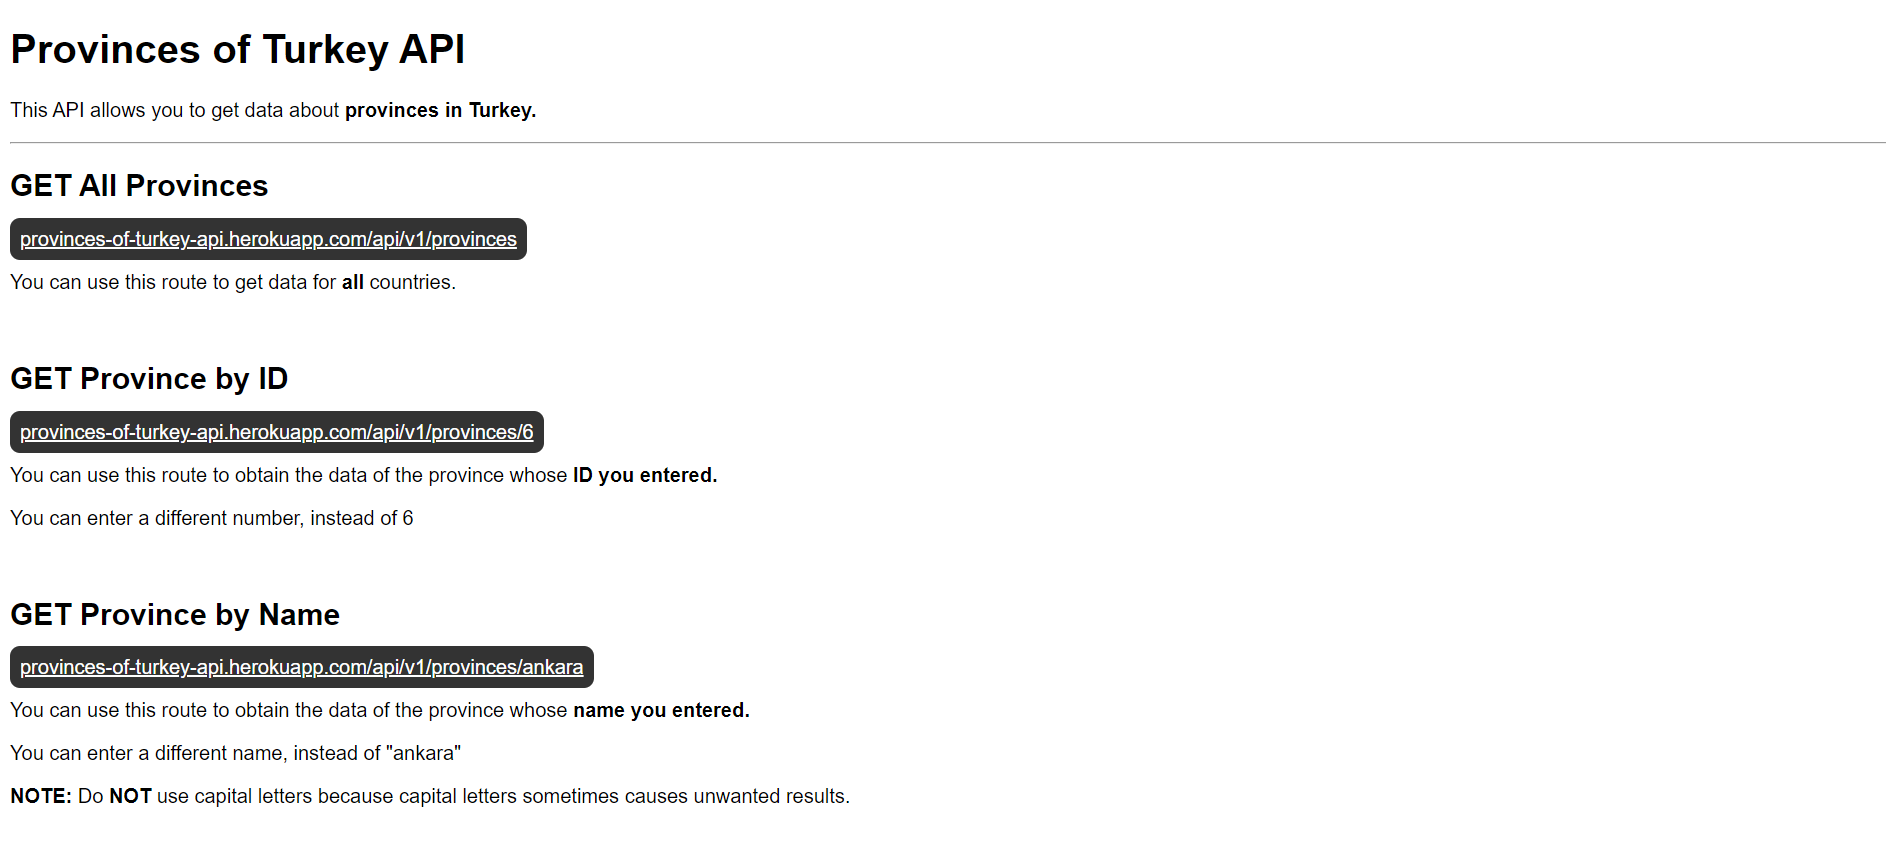 Provinces of Turkey API
This API allows you to get data about provinces in Turkey.
GET All Provinces
provinces-of-turkey-api.herokuapp.com/api/v1/provinces
You can use this route to get data for all countries.
GET Province by ID
provinces-of-turkey-api.herokuapp.com/api/v1/provinces/6
You can use this route to obtain the data of the province whose ID you entered.
You can enter a different number, instead of 6
GET Province by Name
provinces-of-turkey-api.herokuapp.com/api/v1/provinces/ankara
You can use this route to obtain the data of the province whose name you entered.
You can enter a different name, instead of "ankara"
NOTE: Do NOT use capital letters because capital letters sometimes causes unwanted results.